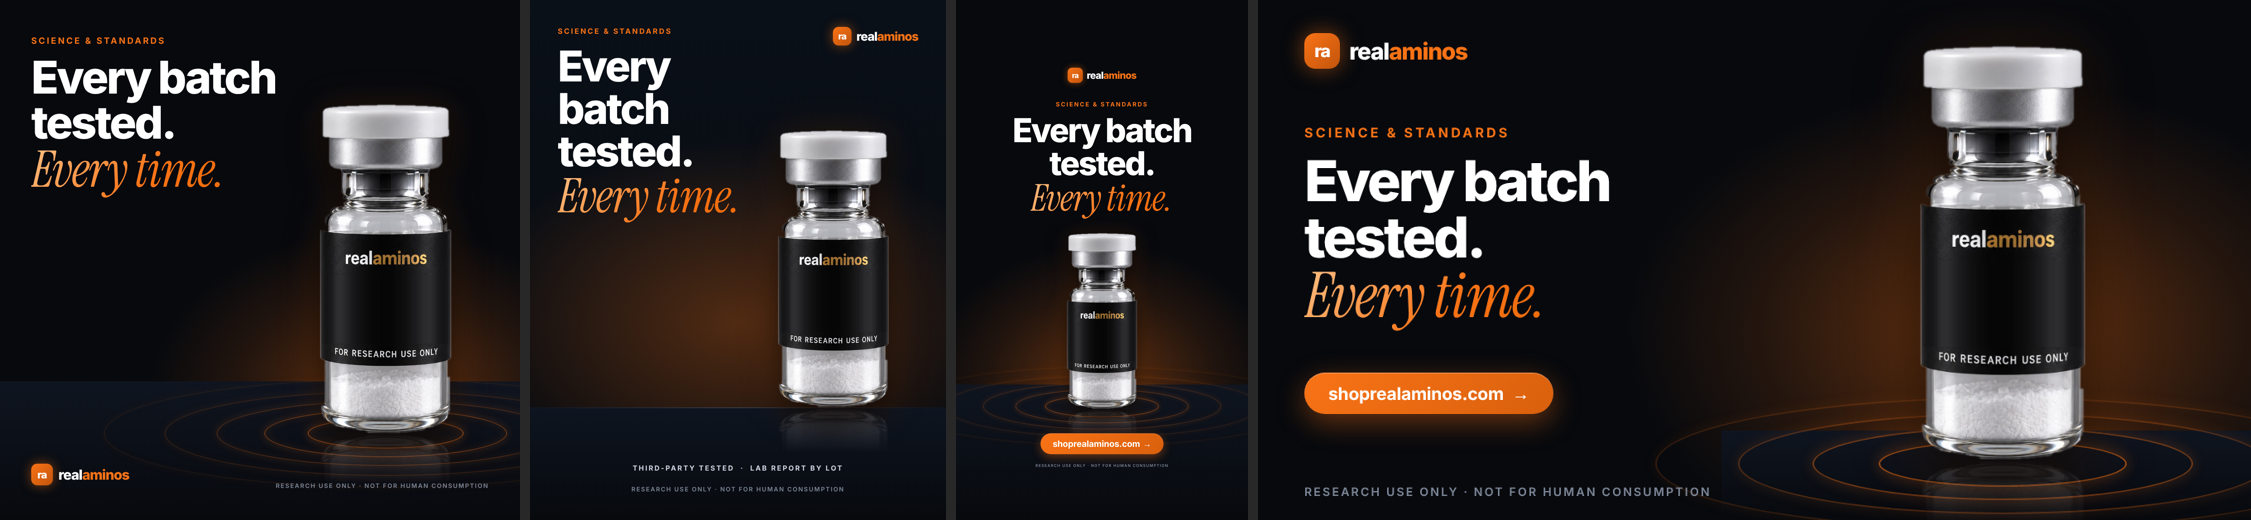 SCIENCE & STANDARDS
Every batch
tested.
Every time.
realaminos
FOR RESEARCH USE ONLY
ra realaminos
RESEARCH USE ONLY · NOT FOR HUMAN CONSUMPTION
SCIENCE & STANDARDS
ra realaminos
Every
batch
tested.
Every time.
realaminos
FOR RESEARCH USE ONLY
THIRD-PARTY TESTED · LAB REPORT BY LOT
RESEARCH USE ONLY · NOT FOR HUMAN CONSUMPTION
ra realaminos
SCIENCE & STANDARDS
Every batch
tested.
Every time.
realaminos
FOR RESEARCH USE ONLY
shoprealaminos.com →
RESEARCH USE ONLY · NOT FOR HUMAN CONSUMPTION
ra realaminos
SCIENCE & STANDARDS
Every batch
tested.
Every time.
realaminos
FOR RESEARCH USE ONLY
shoprealaminos.com →
RESEARCH USE ONLY · NOT FOR HUMAN CONSUMPTION